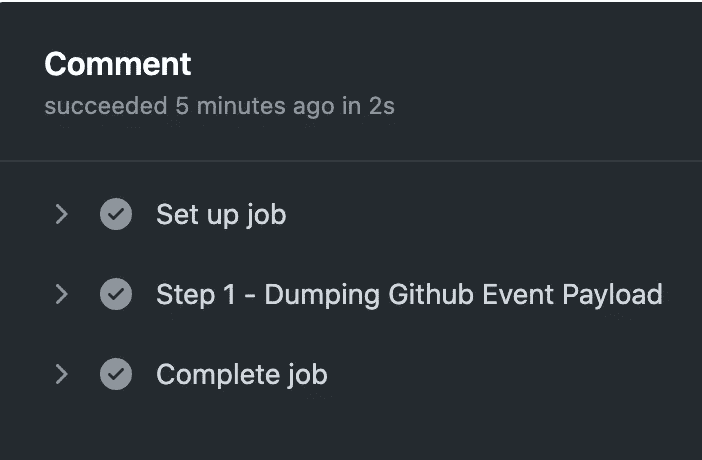 Comment
succeeded 5 minutes ago in 2s
Set up job
Step 1 - Dumping Github Event Payload
Complete job